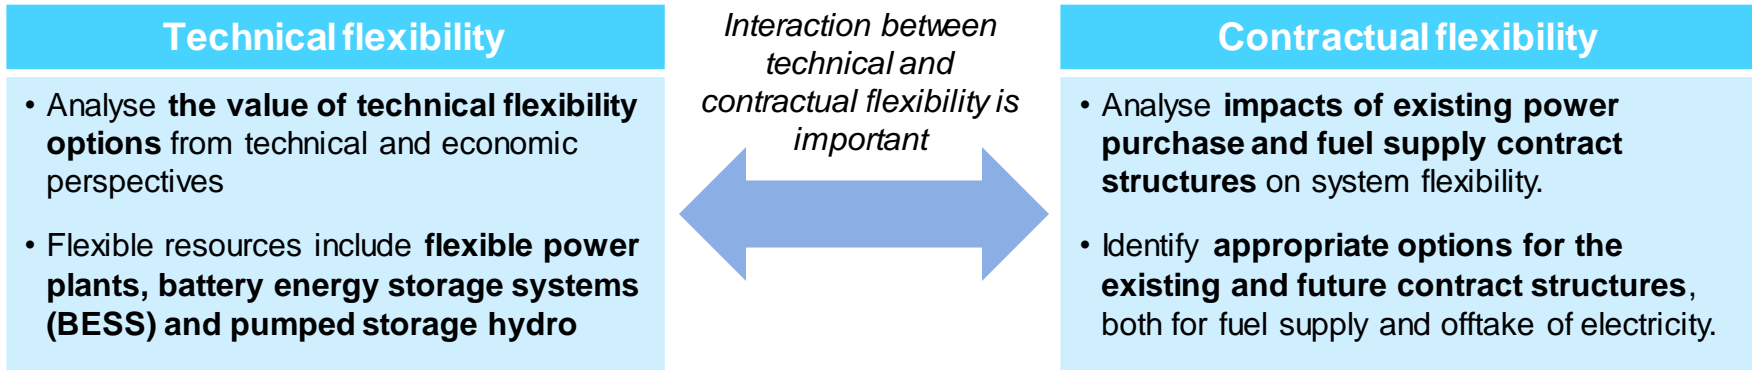 Technical flexibility
• Analyse the value of technical flexibility
options from technical and economic
perspectives
• Flexible resources include flexible power
plants, battery energy storage systems
(BESS) and pumped storage hydro
Interaction between
technical and
contractual flexibility is
important
Contractual flexibility
• Analyse impacts of existing power
purchase and fuel supply contract
structures on system flexibility.
• Identify appropriate options for the
existing and future contract structures,
both for fuel supply and offtake of electricity.